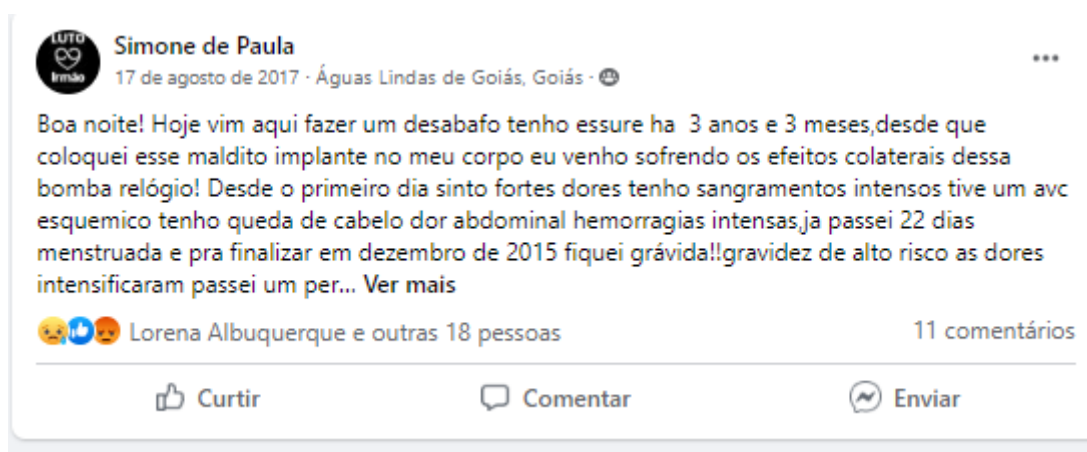 LUTO
Irmão
Simone de Paula
17 de agosto de 2017 · Águas Lindas de Goiás, Goiás ·
Boa noite! Hoje vim aqui fazer um desabafo tenho essure ha  3 anos e 3 meses,desde que
coloquei esse maldito implante no meu corpo eu venho sofrendo os efeitos colaterais dessa
bomba relógio! Desde o primeiro dia sinto fortes dores tenho sangramentos intensos tive um avc
esquemico tenho queda de cabelo dor abdominal hemorragias intensas,ja passei 22 dias
menstruada e pra finalizar em dezembro de 2015 fiquei grávida!!gravidez de alto risco as dores
intensificaram passei um per... Ver mais
Lorena Albuquerque e outras 18 pessoas 11 comentários
Curtir Comentar Enviar